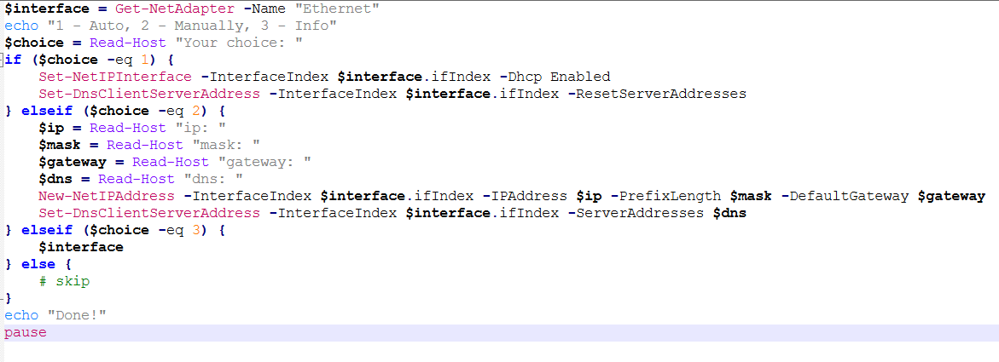 $interface = Get-NetAdapter -Name "Ethernet"
echo "1 - Auto, 2 - Manually, 3 - Info"
$choice = Read-Host "Your choice: "
if ($choice -eq 1) {
    Set-NetIPInterface -InterfaceIndex $interface.ifIndex -Dhcp Enabled
    Set-DnsClientServerAddress -InterfaceIndex $interface.ifIndex -ResetServerAddresses
} elseif ($choice -eq 2) {
    $ip = Read-Host "ip: "
    $mask = Read-Host "mask: "
    $gateway = Read-Host "gateway: "
    $dns = Read-Host "dns: "
    New-NetIPAddress -InterfaceIndex $interface.ifIndex -IPAddress $ip -PrefixLength $mask -DefaultGateway $gateway
    Set-DnsClientServerAddress -InterfaceIndex $interface.ifIndex -ServerAddresses $dns
} elseif ($choice -eq 3) {
    $interface
} else {
    # skip
}
echo "Done!"
pause